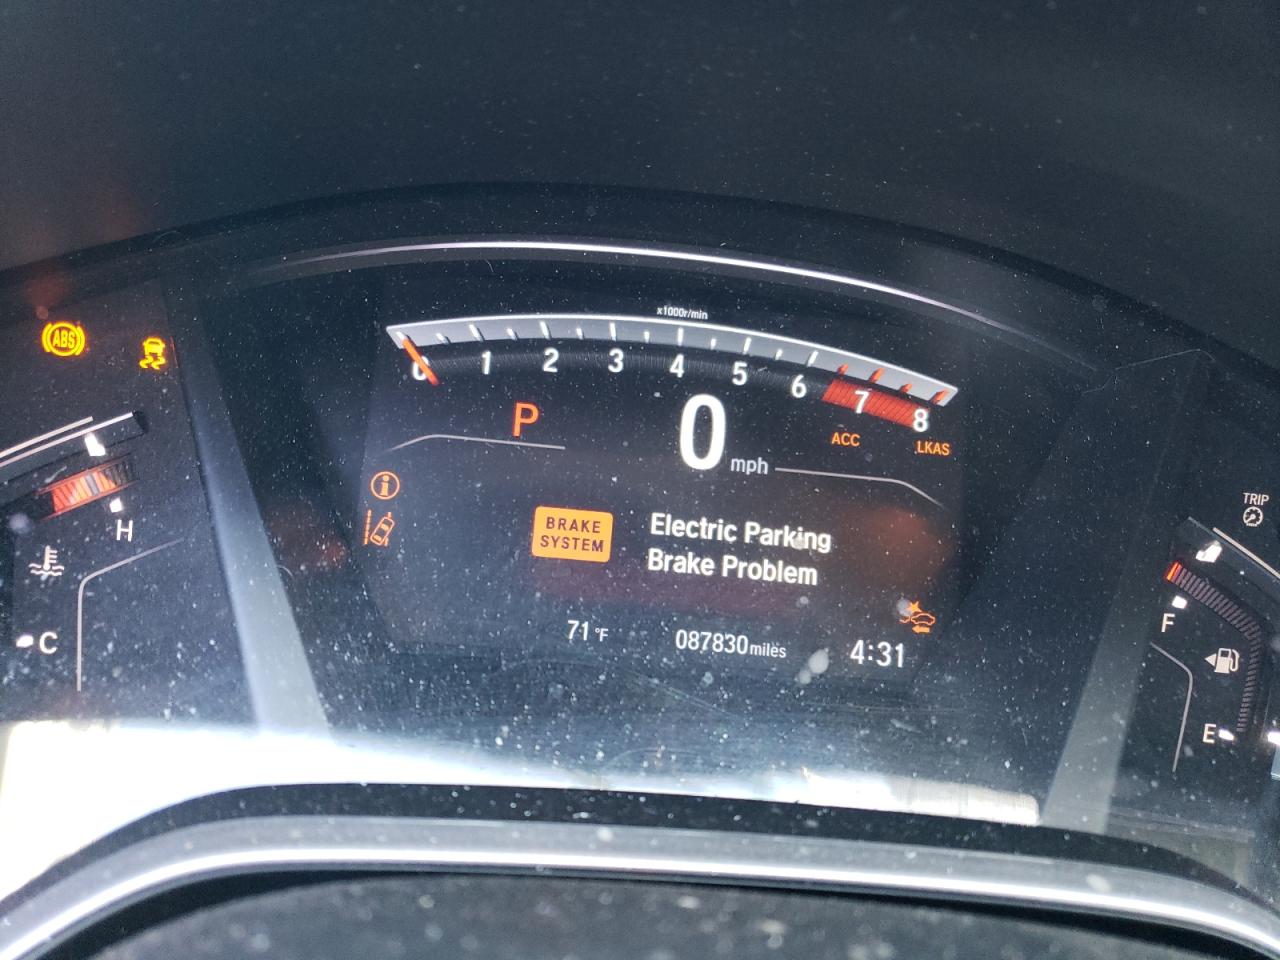 ABS
x1000r/min
0 1 2 3 4 5 6 7 8
P
0 mph
ACC
LKAS
H
C
BRAKE
SYSTEM
Electric Parking
Brake Problem
71°F
087830 miles
4:31
TRIP
F
E